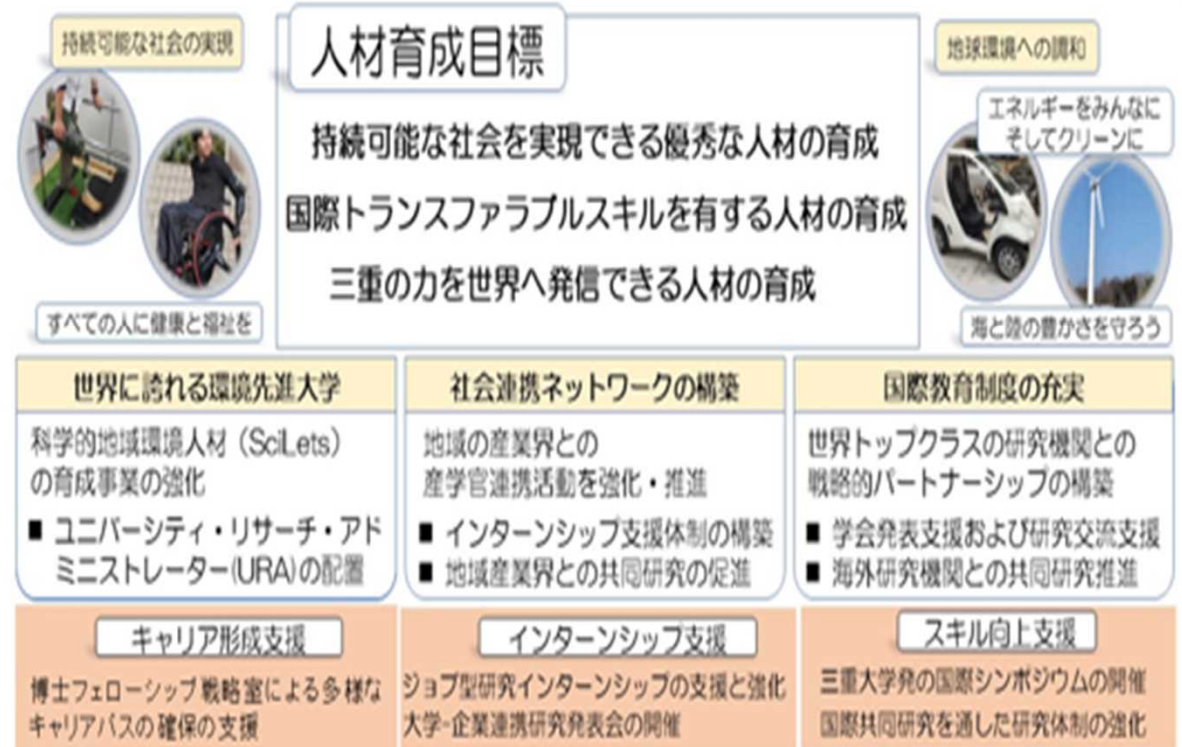 持続可能な社会の実現
人材育成目標
地球環境への調和
エネルギーをみんなに
そしてクリーンに
持続可能な社会を実現できる優秀な人材の育成
国際トランスファラブルスキルを有する人材の育成
三重の力を世界へ発信できる人材の育成
すべての人に健康と福祉を
海と陸の豊かさを守ろう
世界に誇れる環境先進大学
科学的地域環境人材（SciLets）
の育成事業の強化
■ ユニバーシティ・リサーチ・アド
ミニストレーター(URA)の配置
社会連携ネットワークの構築
地域の産業界との
産学官連携活動を強化・推進
■ インターンシップ支援体制の構築
■ 地域産業界との共同研究の促進
国際教育制度の充実
世界トップクラスの研究機関との
戦略的パートナーシップの構築
■ 学会発表支援および研究交流支援
■ 海外研究機関との共同研究推進
キャリア形成支援
博士フェローシップ戦略室による多様な
キャリアパスの確保の支援
インターンシップ支援
ジョブ型研究インターンシップの支援と強化
大学-企業連携研究発表会の開催
スキル向上支援
三重大学発の国際シンポジウムの開催
国際共同研究を通した研究体制の強化